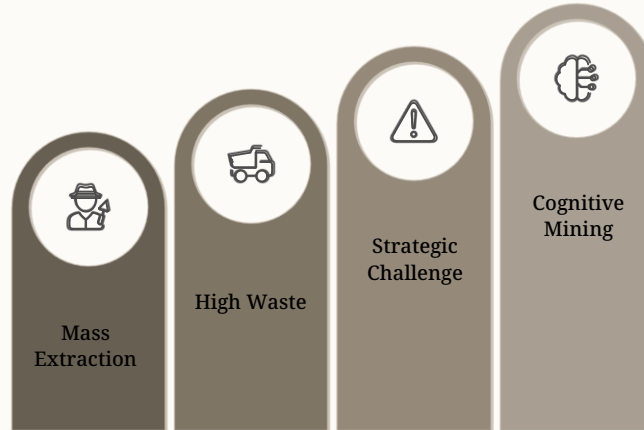 Mass
Extraction
High Waste
Strategic
Challenge
Cognitive
Mining